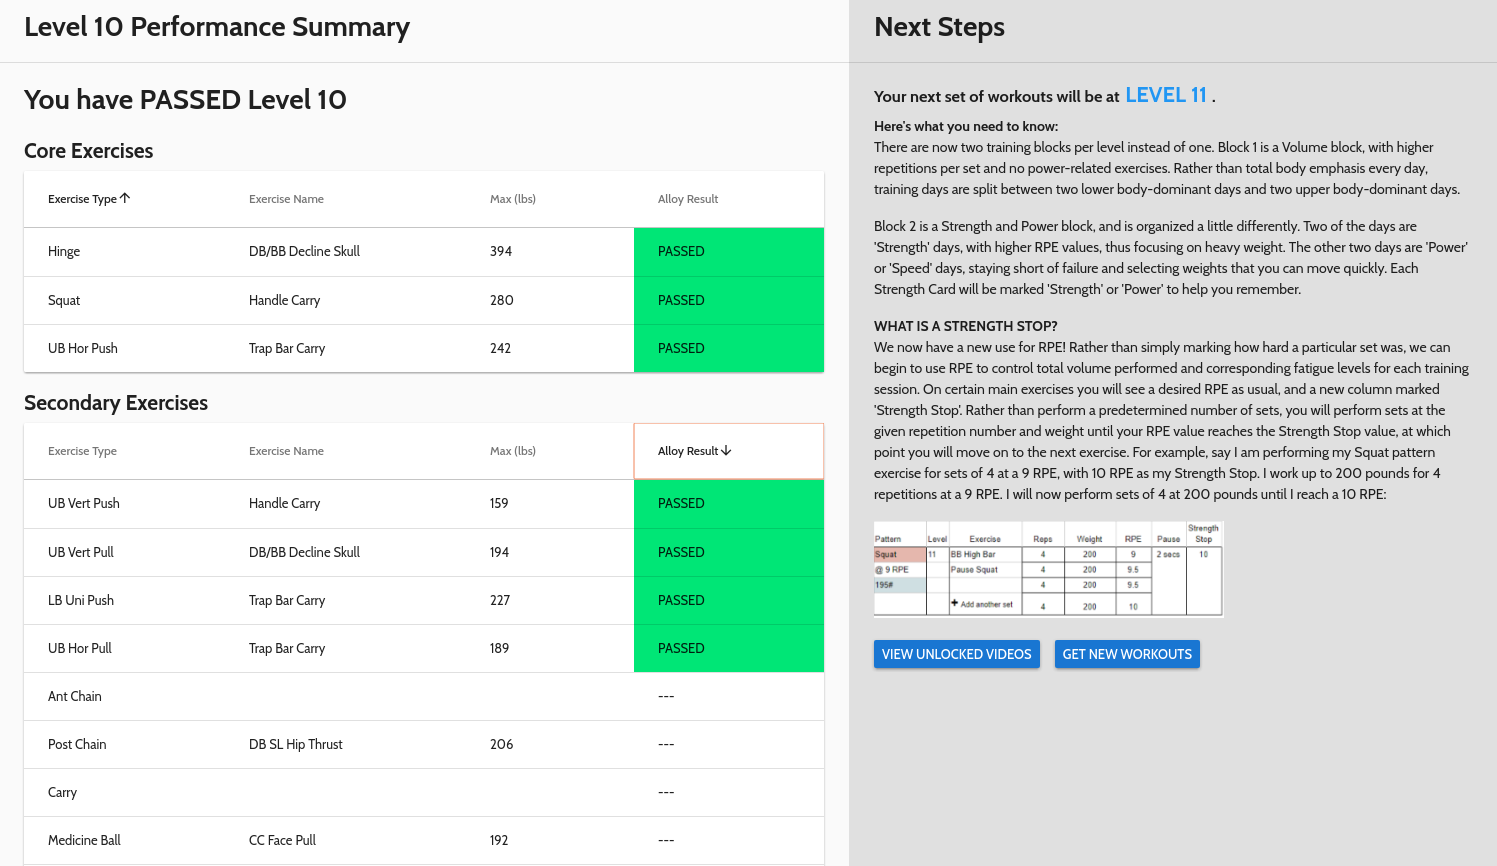 Level 10 Performance Summary
You have PASSED Level 10
Core Exercises
Exercise Type Exercise Name Max (lbs) Alloy Result
Hinge DB/BB Decline Skull 394 PASSED
Squat Handle Carry 280 PASSED
UB Hor Push Trap Bar Carry 242 PASSED
Secondary Exercises
Exercise Type Exercise Name Max (lbs) Alloy Result
UB Vert Push Handle Carry 159 PASSED
UB Vert Pull DB/BB Decline Skull 194 PASSED
LB Uni Push Trap Bar Carry 227 PASSED
UB Hor Pull Trap Bar Carry 189 PASSED
Ant Chain ---
Post Chain DB SL Hip Thrust 206 ---
Carry ---
Medicine Ball CC Face Pull 192 ---
Next Steps
Your next set of workouts will be at LEVEL 11 .
Here's what you need to know:
There are now two training blocks per level instead of one. Block 1 is a Volume block, with higher
repetitions per set and no power-related exercises. Rather than total body emphasis every day,
training days are split between two lower body-dominant days and two upper body-dominant days.
Block 2 is a Strength and Power block, and is organized a little differently. Two of the days are
'Strength' days, with higher RPE values, thus focusing on heavy weight. The other two days are 'Power'
or 'Speed' days, staying short of failure and selecting weights that you can move quickly. Each
Strength Card will be marked 'Strength' or 'Power' to help you remember.
WHAT IS A STRENGTH STOP?
We now have a new use for RPE! Rather than simply marking how hard a particular set was, we can
begin to use RPE to control total volume performed and corresponding fatigue levels for each training
session. On certain main exercises you will see a desired RPE as usual, and a new column marked
'Strength Stop'. Rather than perform a predetermined number of sets, you will perform sets at the
given repetition number and weight until your RPE value reaches the Strength Stop value, at which
point you will move on to the next exercise. For example, say I am performing my Squat pattern
exercise for sets of 4 at a 9 RPE, with 10 RPE as my Strength Stop. I work up to 200 pounds for 4
repetitions at a 9 RPE. I will now perform sets of 4 at 200 pounds until I reach a 10 RPE:
Strength
Pattern Level Exercise Reps Weight RPE Pause Stop
Squat 11 BB High Bar 4 200 9 2 secs 10
@ 9 RPE Pause Squat 4 200 9.5
195# 4 200 9.5
+ Add another set 4 200 10
VIEW UNLOCKED VIDEOS GET NEW WORKOUTS